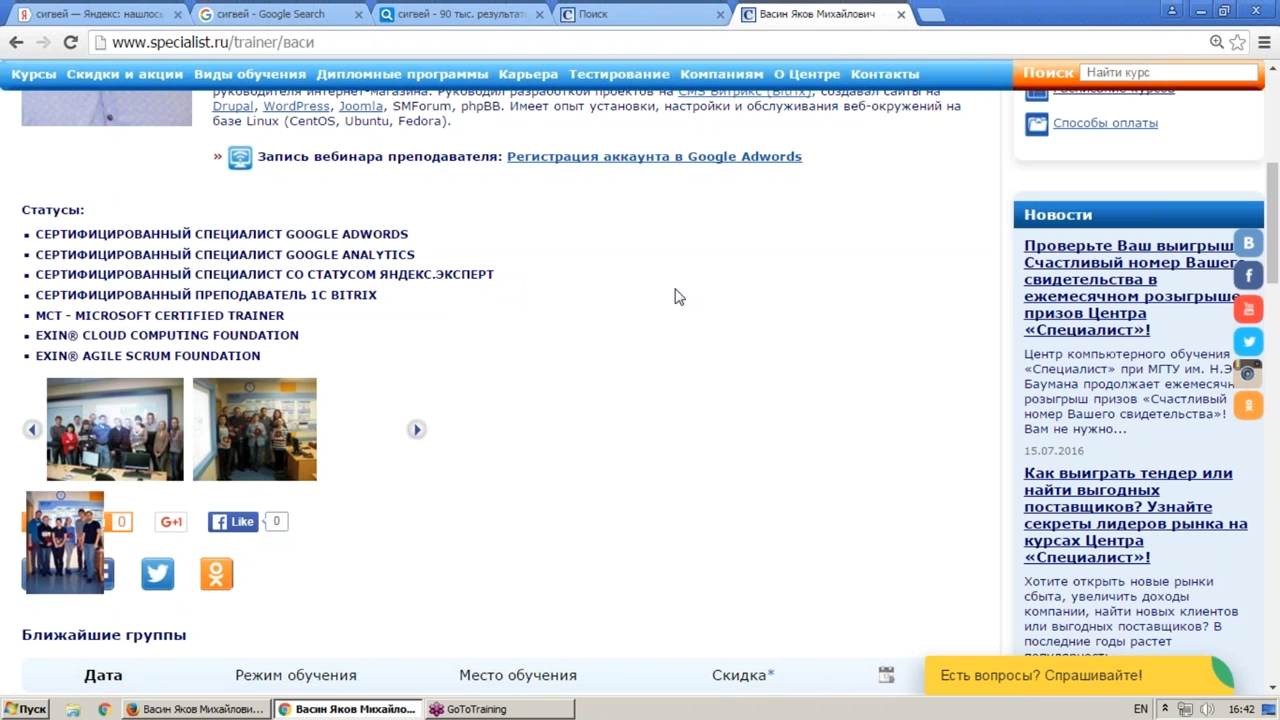 сигвей — Яндекс: нашлось
сигвей - Google Search
сигвей - 90 тыс. результат
Поиск
Васин Яков Михайлович
www.specialist.ru/trainer/васи
Курсы Скидки и акции Виды обучения Дипломные программы Карьера Тестирование Компаниям О Центре Контакты
Поиск Найти курс
руководителя интернет-магазина. Руководил разработкой проектов на CMS Битрикс (Bitrix), создавал сайты на
Drupal, WordPress, Joomla, SMForum, phpBB. Имеет опыт установки, настройки и обслуживания веб-окружений на
базе Linux (CentOS, Ubuntu, Fedora).
» Запись вебинара преподавателя: Регистрация аккаунта в Google Adwords
Способы оплаты
Статусы:
СЕРТИФИЦИРОВАННЫЙ СПЕЦИАЛИСТ GOOGLE ADWORDS
СЕРТИФИЦИРОВАННЫЙ СПЕЦИАЛИСТ GOOGLE ANALYTICS
СЕРТИФИЦИРОВАННЫЙ СПЕЦИАЛИСТ СО СТАТУСОМ ЯНДЕКС.ЭКСПЕРТ
СЕРТИФИЦИРОВАННЫЙ ПРЕПОДАВАТЕЛЬ 1С BITRIX
MCT - MICROSOFT CERTIFIED TRAINER
EXIN® CLOUD COMPUTING FOUNDATION
EXIN® AGILE SCRUM FOUNDATION
0
G+1
Like 0
Ближайшие группы
Дата Режим обучения Место обучения Скидка*
Новости
Проверьте Ваш выигрыш
Счастливый номер Вашего
свидетельства в
ежемесячном розыгрыше
призов Центра
«Специалист»!
Центр компьютерного обучения
«Специалист» при МГТУ им. Н.Э
Баумана продолжает ежемесячн
розыгрыш призов «Счастливый
номер Вашего свидетельства»!
Вам не нужно...
15.07.2016
Как выиграть тендер или
найти выгодных
поставщиков? Узнайте
секреты лидеров рынка на
курсах Центра
«Специалист»!
Хотите открыть новые рынки
сбыта, увеличить доходы
компании, найти новых клиентов
или выгодных поставщиков? В
последние годы растет
Есть вопросы? Спрашивайте!
Пуск
Васин Яков Михайлови...
Васин Яков Михайло...
GoToTraining
EN
16:42